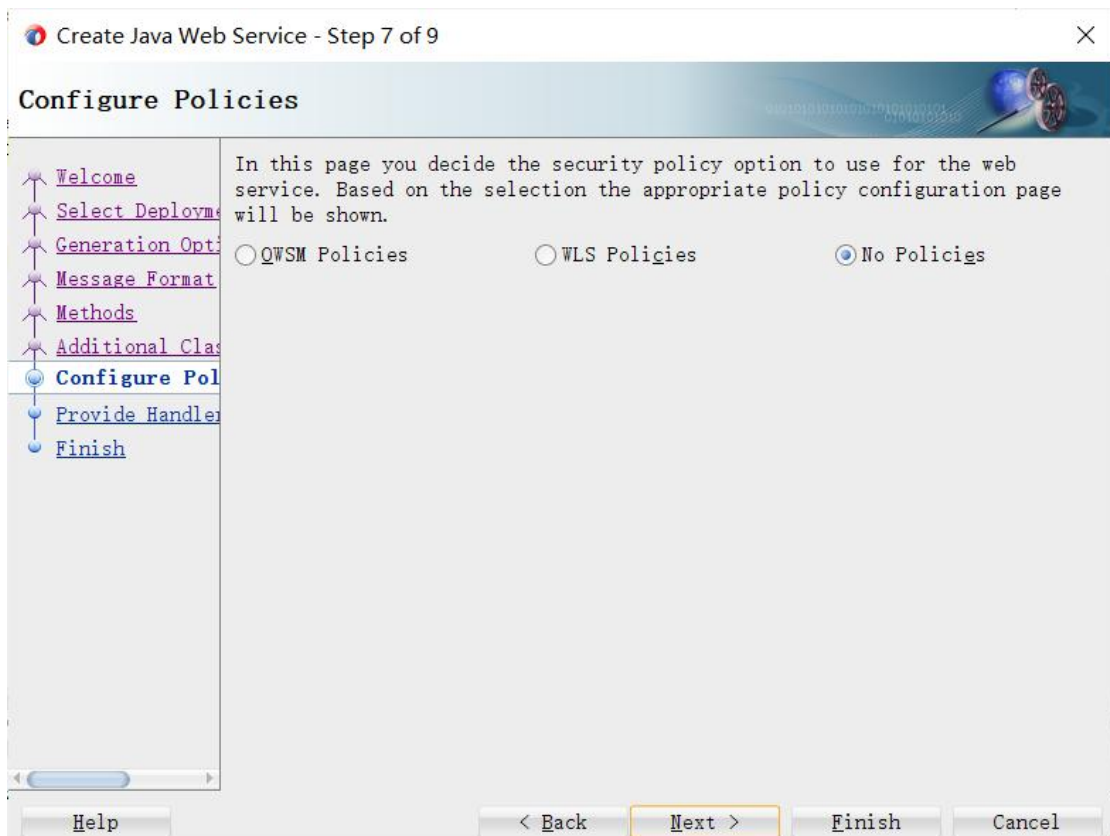 Create Java Web Service - Step 7 of 9
Configure Policies
Welcome
Select Deployme
Generation Opti
Message Format
Methods
Additional Clas
Configure Pol
Provide Handler
Finish
In this page you decide the security policy option to use for the web
service. Based on the selection the appropriate policy configuration page
will be shown.
OWSM Policies WLS Policies No Policies
Help < Back Next > Finish Cancel